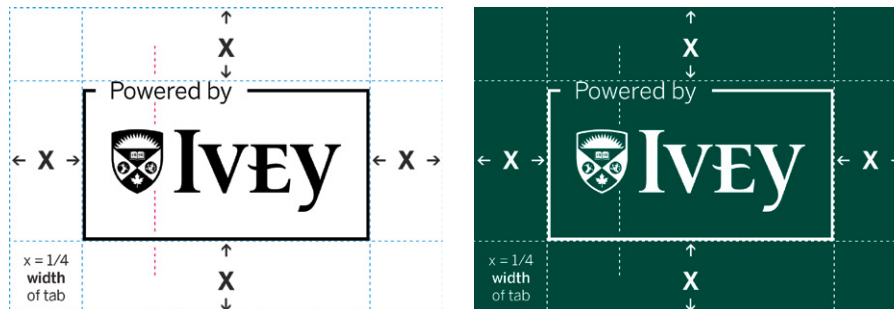 X
Powered by
X
IVEY
X
x = 1/4
width
of tab
X
X
Powered by
X
IVEY
X
x = 1/4
width
of tab
X